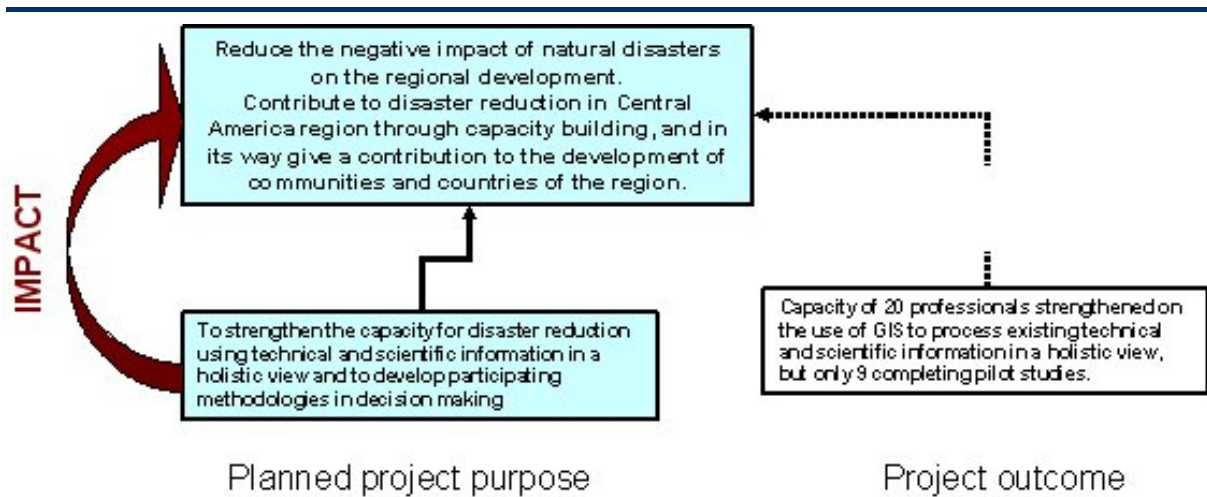 Reduce the negative impact of natural disasters
on the regional development.
Contribute to disaster reduction in Central
America region through capacity building, and in
its way give a contribution to the development of
communities and countries of the region.
IMPACT
To strengthen the capacity for disaster reduction
using technical and scientific information in a
holistic view and to develop participating
methodologies in decision making
Capacity of 20 professionals strengthened on
the use of GIS to process existing technical
and scientific information in a holistic view,
but only 9 completing pilot studies.
Planned project purpose
Project outcome